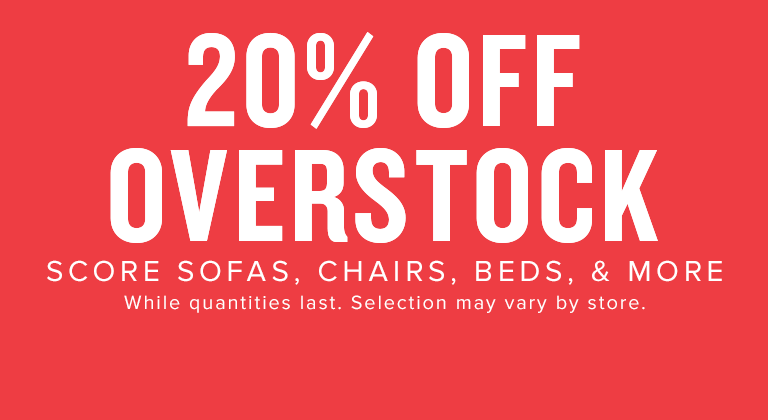 20% OFF
OVERSTOCK
SCORE SOFAS, CHAIRS, BEDS, & MORE
While quantities last. Selection may vary by store.